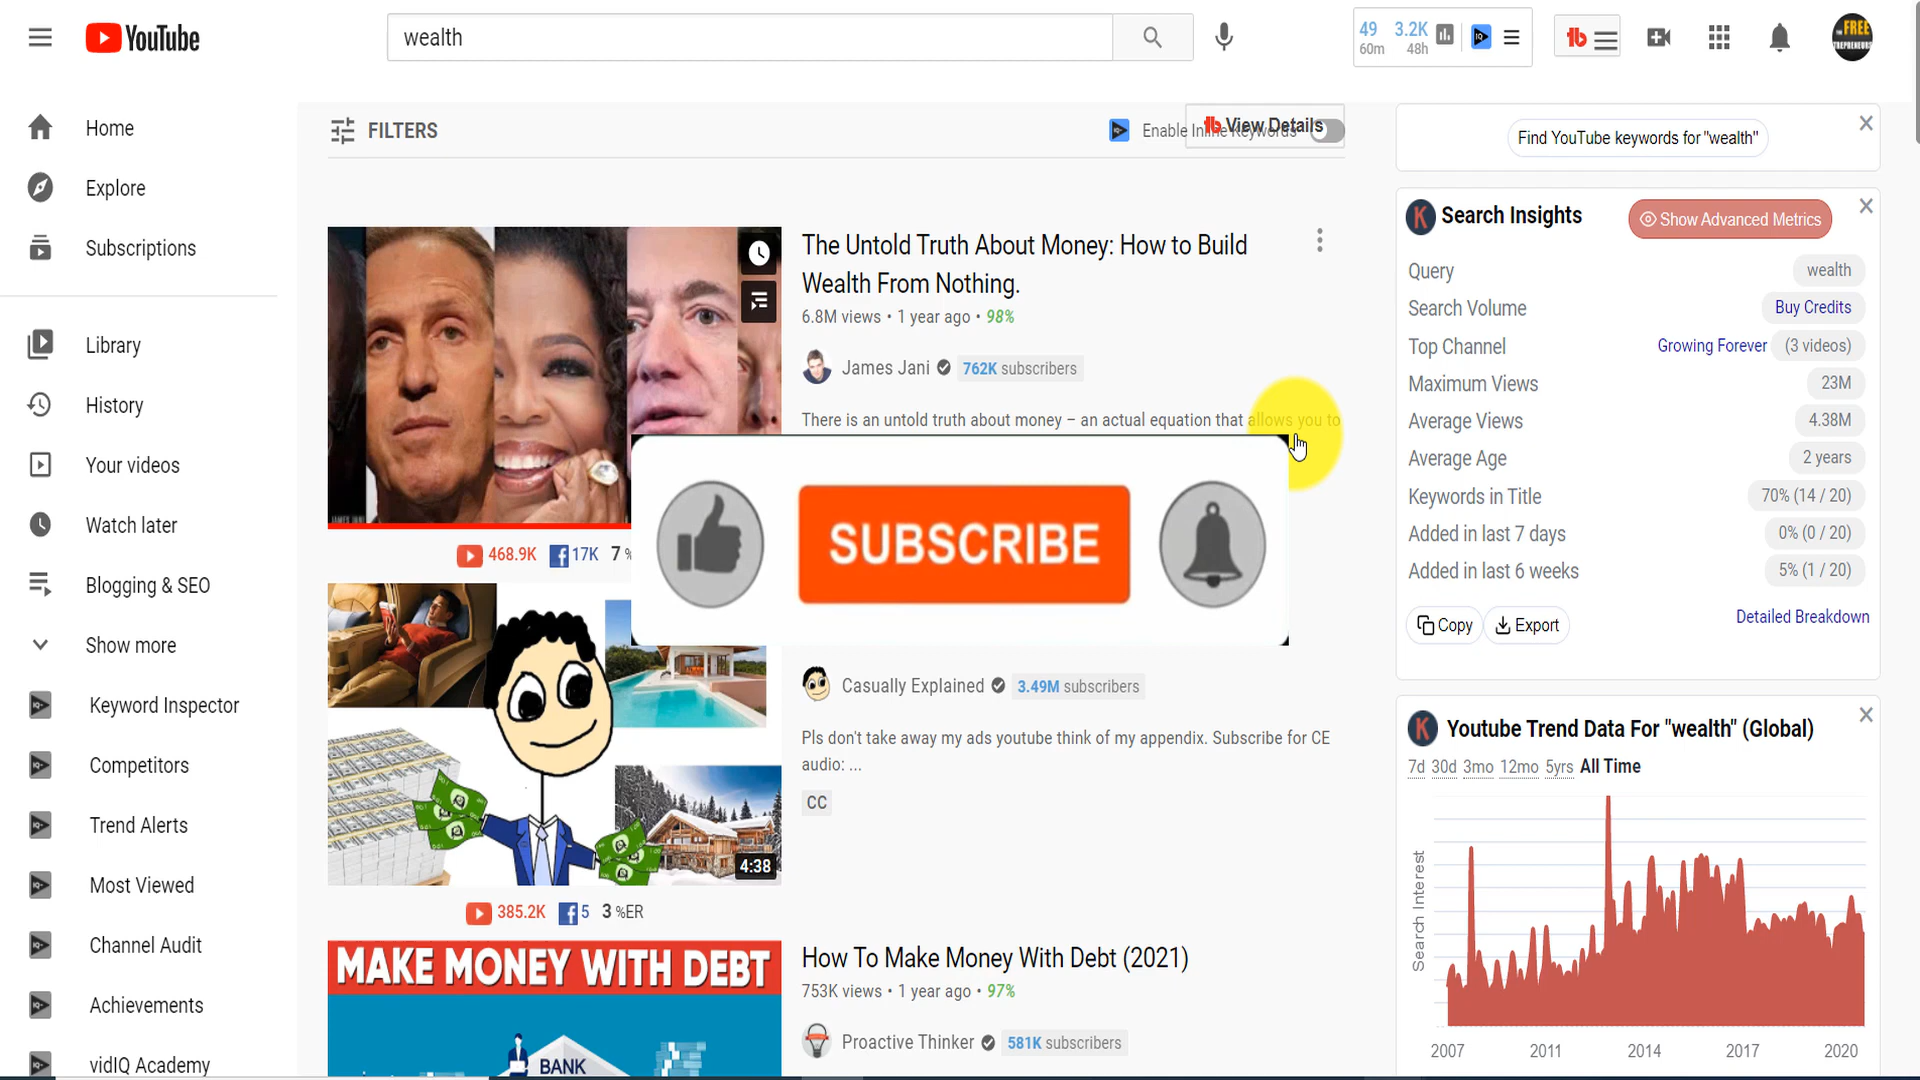 YouTube
wealth
49
60m
3.2K
48h
FREE
Home
Explore
Subscriptions
Library
History
Your videos
Watch later
Blogging & SEO
Show more
Keyword Inspector
Competitors
Trend Alerts
Most Viewed
Channel Audit
Achievements
vidIQ Academy
FILTERS
Enable Inline Keywords
View Details
The Untold Truth About Money: How to Build
Wealth From Nothing.
6.8M views • 1 year ago • 98%
James Jani 762K subscribers
There is an untold truth about money – an actual equation that allows you to
468.9K 17K 7
SUBSCRIBE
Casually Explained 3.49M subscribers
Pls don't take away my ads youtube think of my appendix. Subscribe for CE
audio: ...
CC
4:38
385.2K 5 3 %ER
MAKE MONEY WITH DEBT
BANK
How To Make Money With Debt (2021)
753K views • 1 year ago • 97%
Proactive Thinker 581K subscribers
Find YouTube keywords for "wealth"
Search Insights
Show Advanced Metrics
Query wealth
Search Volume Buy Credits
Top Channel Growing Forever (3 videos)
Maximum Views 23M
Average Views 4.38M
Average Age 2 years
Keywords in Title 70% (14 / 20)
Added in last 7 days 0% (0 / 20)
Added in last 6 weeks 5% (1 / 20)
Copy Export Detailed Breakdown
Youtube Trend Data For "wealth" (Global)
7d 30d 3mo 12mo 5yrs All Time
Search Interest
2007 2011 2014 2017 2020